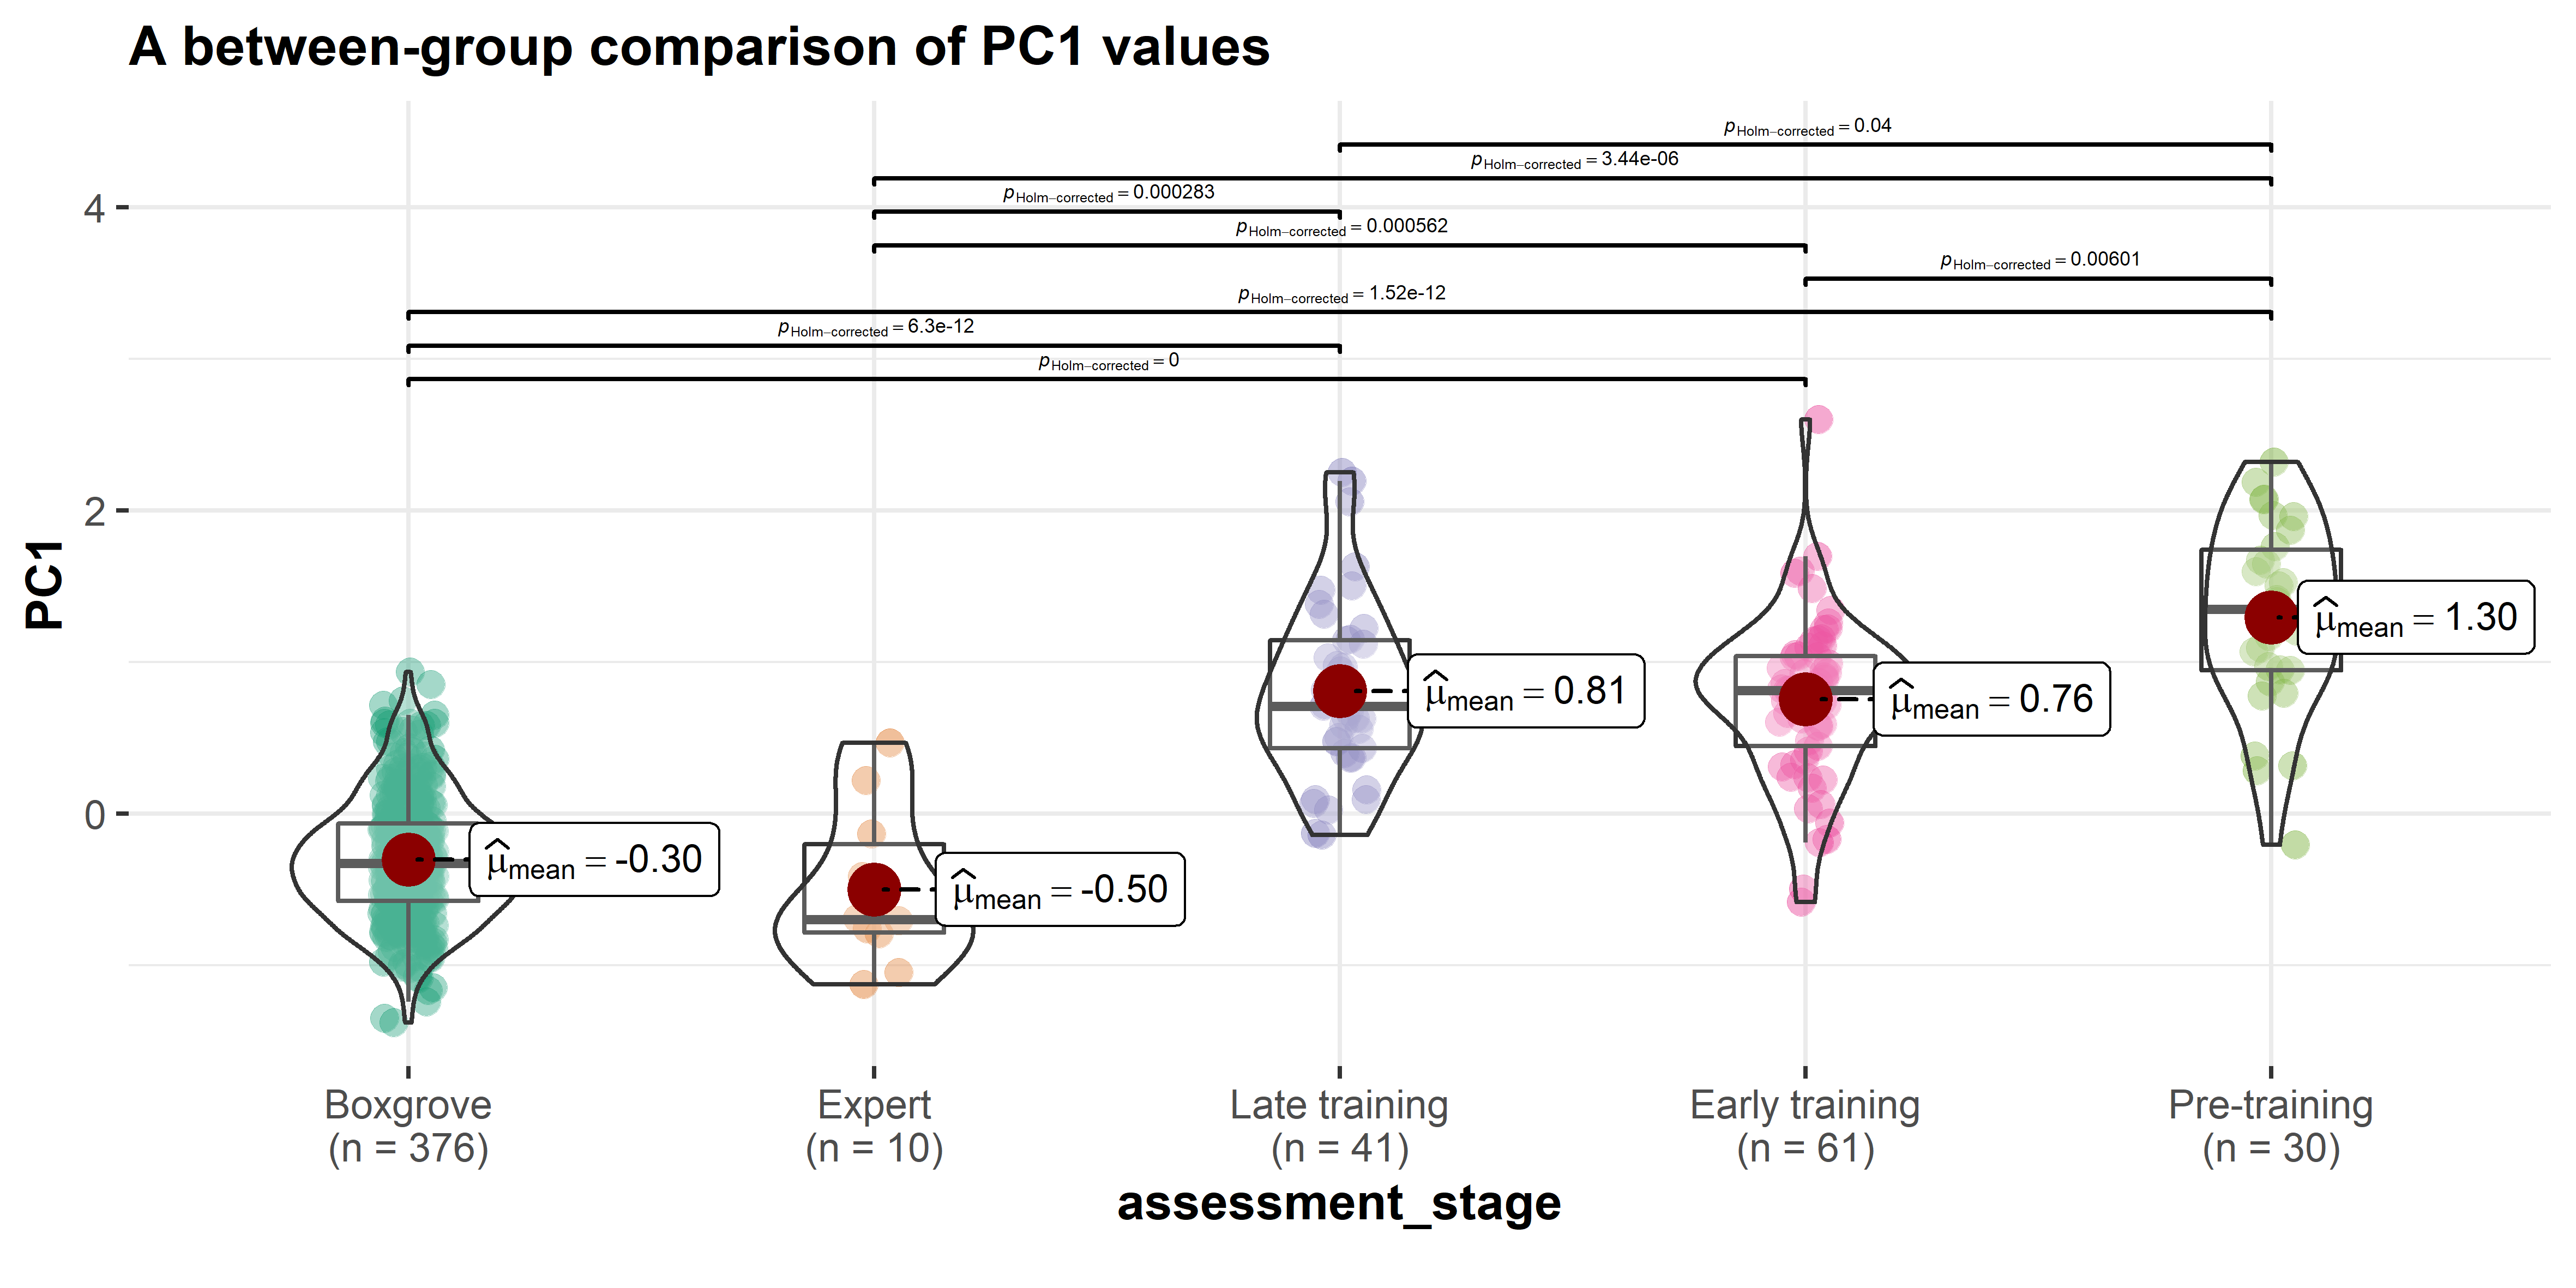 A between-group comparison of PC1 values
pHolm−corrected = 0.04
pHolm−corrected = 3.44e-06
pHolm−corrected = 0.000283
pHolm−corrected = 0.000562
pHolm−corrected = 0.00601
pHolm−corrected = 1.52e-12
pHolm−corrected = 6.3e-12
pHolm−corrected = 0
PC1
4
2
0
μ̂mean = -0.30
μ̂mean = -0.50
μ̂mean = 0.81
μ̂mean = 0.76
μ̂mean = 1.30
Boxgrove
(n = 376)
Expert
(n = 10)
Late training
(n = 41)
Early training
(n = 61)
Pre-training
(n = 30)
assessment_stage